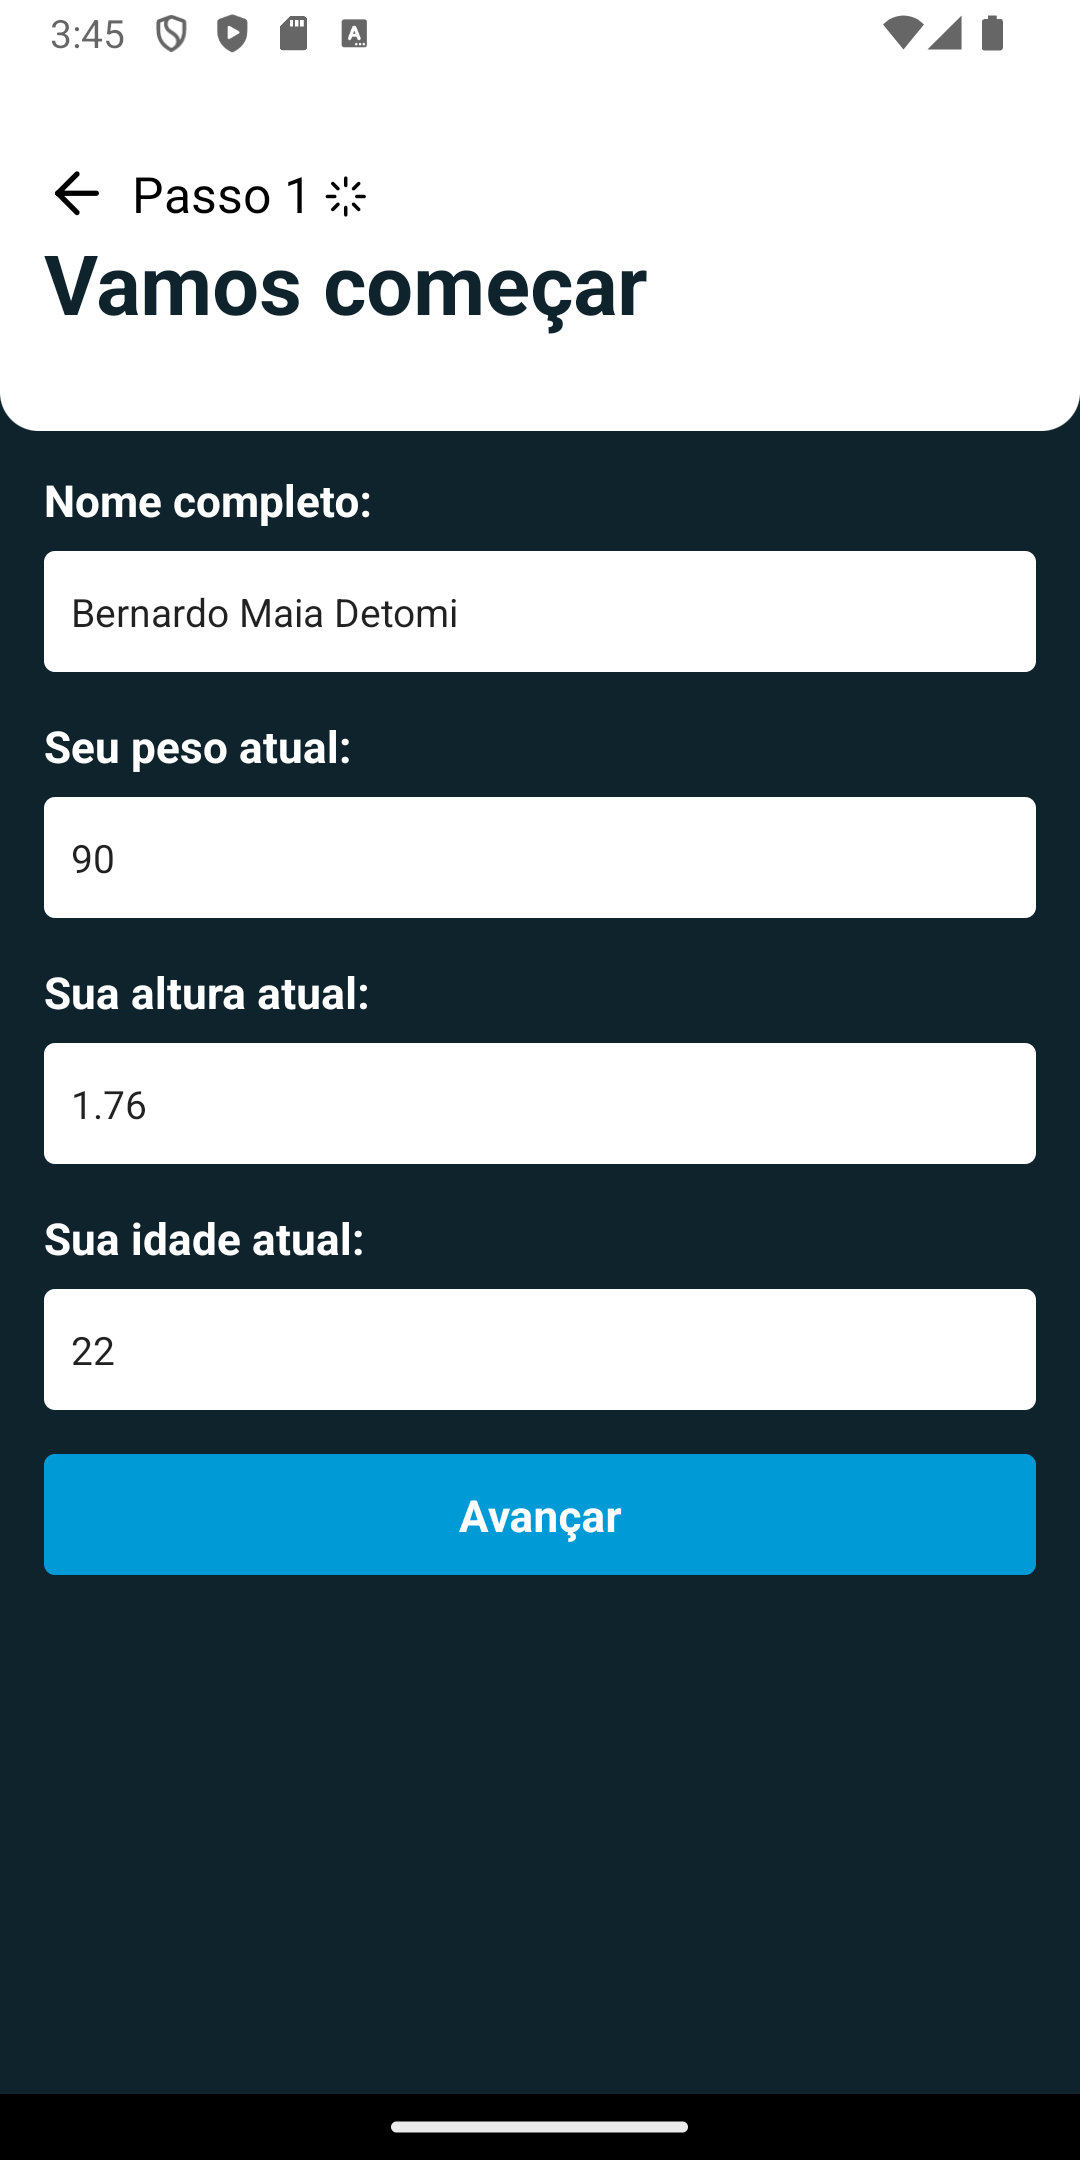 3:45
Passo 1
Vamos começar
Nome completo:
Bernardo Maia Detomi
Seu peso atual:
90
Sua altura atual:
1.76
Sua idade atual:
22
Avançar